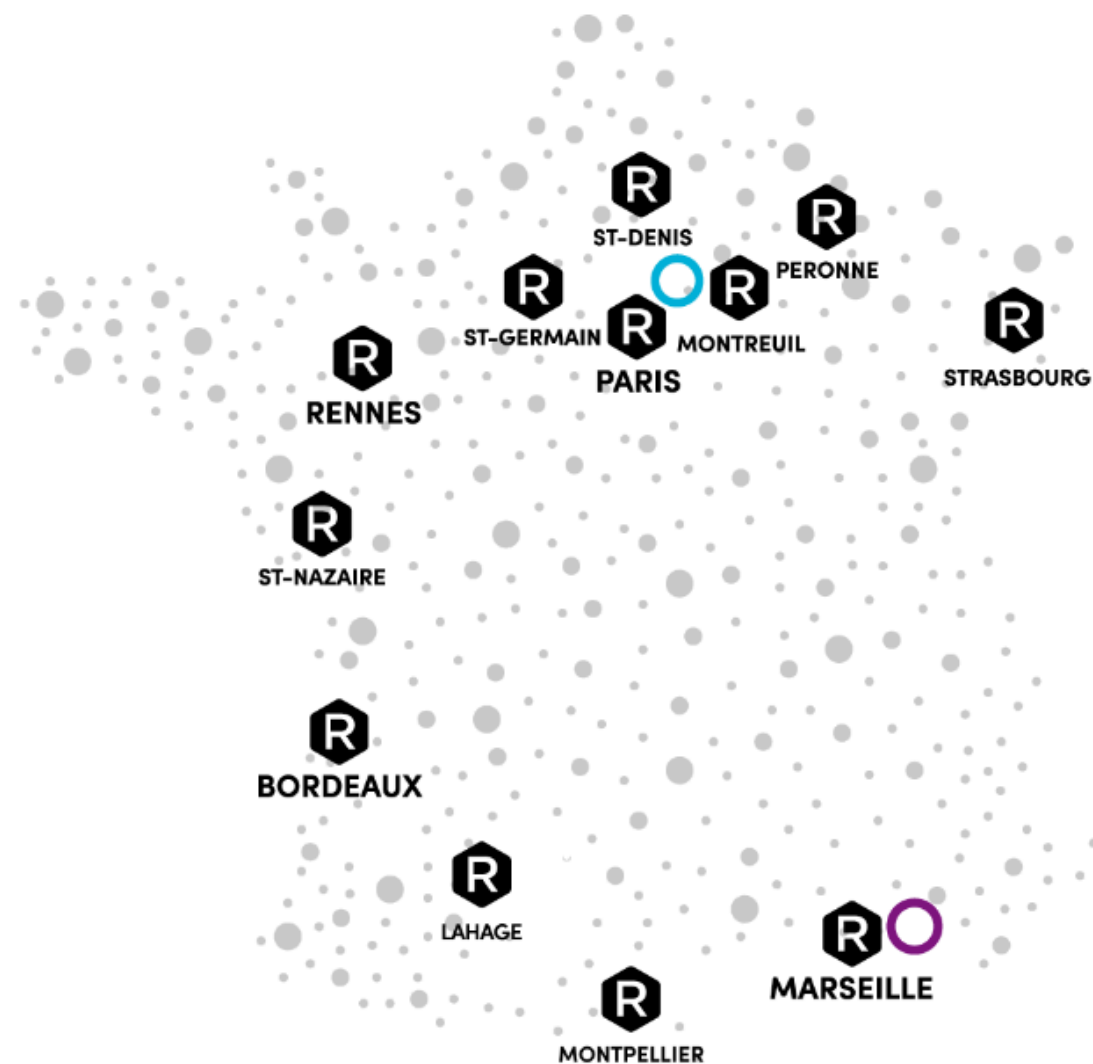 R
ST-DENIS
R
PERONNE
R
ST-GERMAIN
R
MONTREUIL
R
PARIS
R
STRASBOURG
R
RENNES
R
ST-NAZAIRE
R
BORDEAUX
R
LAHAGE
R
MARSEILLE
R
MONTPELLIER